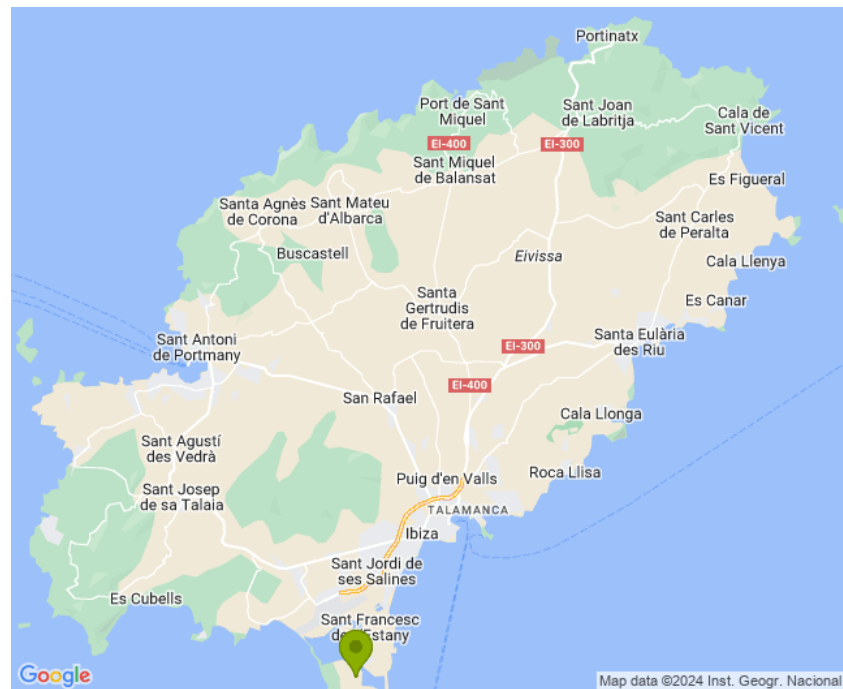 Portinatx
Port de Sant
Miquel
Sant Joan
de Labritja
Cala de
Sant Vicent
EI-400
EI-300
Sant Miquel
de Balansat
Es Figueral
Santa Agnès
de Corona
Sant Mateu
d'Albarca
Sant Carles
de Peralta
Buscastell
Eivissa
Cala Llenya
Santa
Gertrudis
de Fruitera
Es Canar
Sant Antoni
de Portmany
EI-300
Santa Eulària
des Riu
EI-400
San Rafael
Cala Llonga
Sant Agustí
des Vedrà
Puig d'en Valls
Roca Llisa
Sant Josep
de sa Talaia
TALAMANCA
Ibiza
Sant Jordi de
ses Salines
Es Cubells
Sant Francesc
Estany
Google
Map data ©2024 Inst. Geogr. Nacional